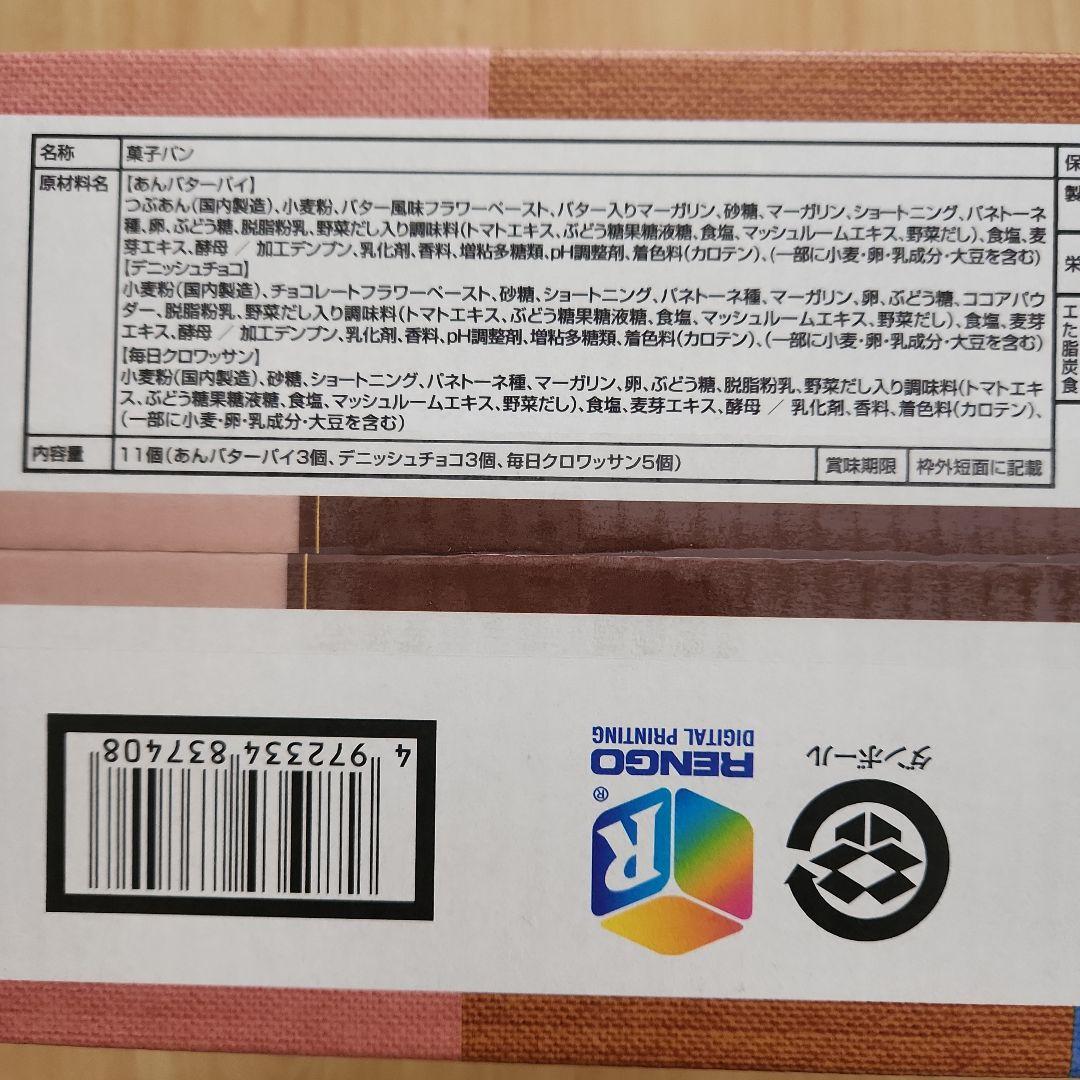 名称 菓子パン
原材料名 【あんバターパイ】
つぶあん(国内製造)、小麦粉、バター風味フラワーペースト、バター入りマーガリン、砂糖、マーガリン、ショートニング、パネトーネ
種、卵、ぶどう糖、脱脂粉乳、野菜だし入り調味料(トマトエキス、ぶどう糖果糖液糖、食塩、マッシュルームエキス、野菜だし)、食塩、麦
芽エキス、酵母 / 加工デンプン、乳化剤、香料、増粘多糖類、pH調整剤、着色料(カロテン)、(一部に小麦・卵・乳成分・大豆を含む)
【デニッシュチョコ】
小麦粉(国内製造)、チョコレートフラワーペースト、砂糖、ショートニング、パネトーネ種、マーガリン、卵、ぶどう糖、ココアパウ
ダー、脱脂粉乳、野菜だし入り調味料(トマトエキス、ぶどう糖果糖液糖、食塩、マッシュルームエキス、野菜だし)、食塩、麦芽
エキス、酵母 / 加工デンプン、乳化剤、香料、pH調整剤、増粘多糖類、着色料(カロテン)、(一部に小麦・卵・乳成分・大豆を含む)
【毎日クロワッサン】
小麦粉(国内製造)、砂糖、ショートニング、パネトーネ種、マーガリン、卵、ぶどう糖、脱脂粉乳、野菜だし入り調味料(トマトエキ
ス、ぶどう糖果糖液糖、食塩、マッシュルームエキス、野菜だし)、食塩、麦芽エキス、酵母 / 乳化剤、香料、着色料(カロテン)、
(一部に小麦・卵・乳成分・大豆を含む)
内容量 11個(あんバターパイ3個、デニッシュチョコ3個、毎日クロワッサン5個) 賞味期限 枠外短面に記載
保
製
栄
エ
た
脂
炭
食
4 972334 837408
R
®
RENGO
DIGITAL PRINTING
ダンボール